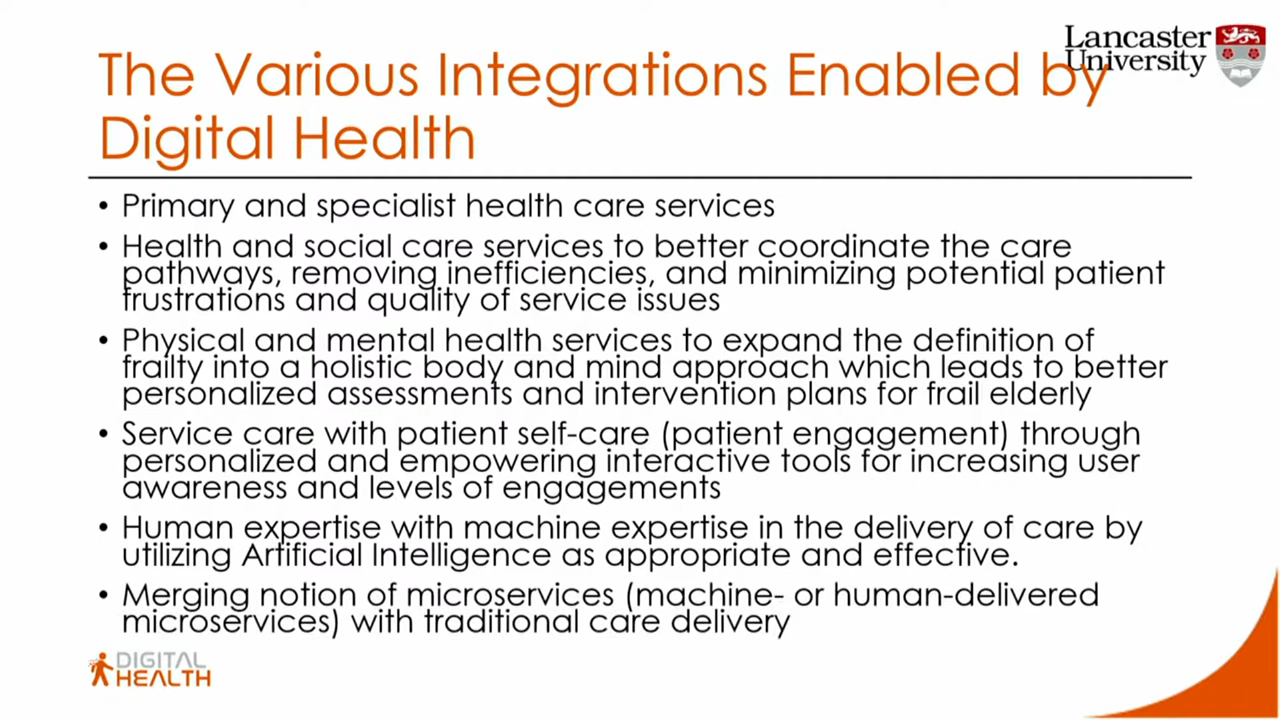 Lancaster
University
The Various Integrations Enabled by
Digital Health
• Primary and specialist health care services
• Health and social care services to better coordinate the care
pathways, removing inefficiencies, and minimizing potential patient
frustrations and quality of service issues
• Physical and mental health services to expand the definition of
frailty into a holistic body and mind approach which leads to better
personalized assessments and intervention plans for frail elderly
• Service care with patient self-care (patient engagement) through
personalized and empowering interactive tools for increasing user
awareness and levels of engagements
• Human expertise with machine expertise in the delivery of care by
utilizing Artificial Intelligence as appropriate and effective.
• Merging notion of microservices (machine- or human-delivered
microservices) with traditional care delivery
DIGITAL
HEALTH